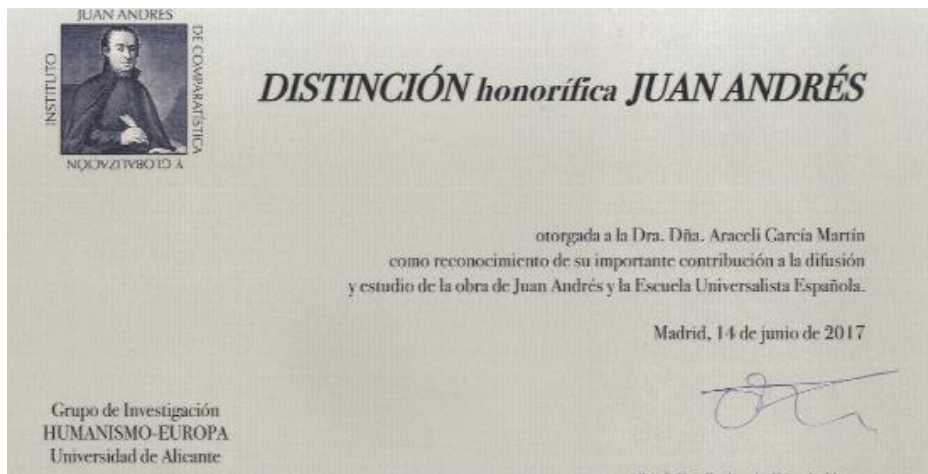 JUAN ANDRÉS
INSTITUTO
DE COMPARATÍSTICA
Y GLOBALIZACIÓN
DISTINCIÓN honorífica JUAN ANDRÉS
otorgada a la Dra. Dña. Araceli García Martín
como reconocimiento de su importante contribución a la difusión
y estudio de la obra de Juan Andrés y la Escuela Universalista Española.
Madrid, 14 de junio de 2017
Grupo de Investigación
HUMANISMO-EUROPA
Universidad de Alicante